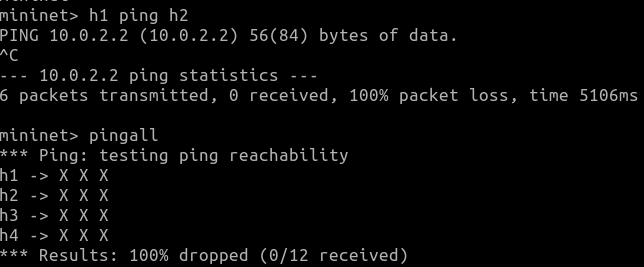 mininet> h1 ping h2
PING 10.0.2.2 (10.0.2.2) 56(84) bytes of data.
^C
--- 10.0.2.2 ping statistics ---
6 packets transmitted, 0 received, 100% packet loss, time 5106ms
mininet> pingall
*** Ping: testing ping reachability
h1 -> X X X
h2 -> X X X
h3 -> X X X
h4 -> X X X
*** Results: 100% dropped (0/12 received)